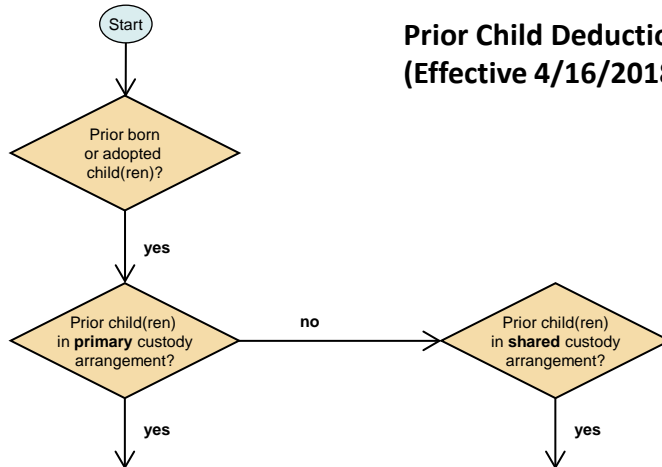 Start
Prior Child Deductio
(Effective 4/16/2018
Prior born
or adopted
child(ren)?
yes
Prior child(ren)
in primary custody
arrangement?
no
Prior child(ren)
in shared custody
arrangement?
yes
yes